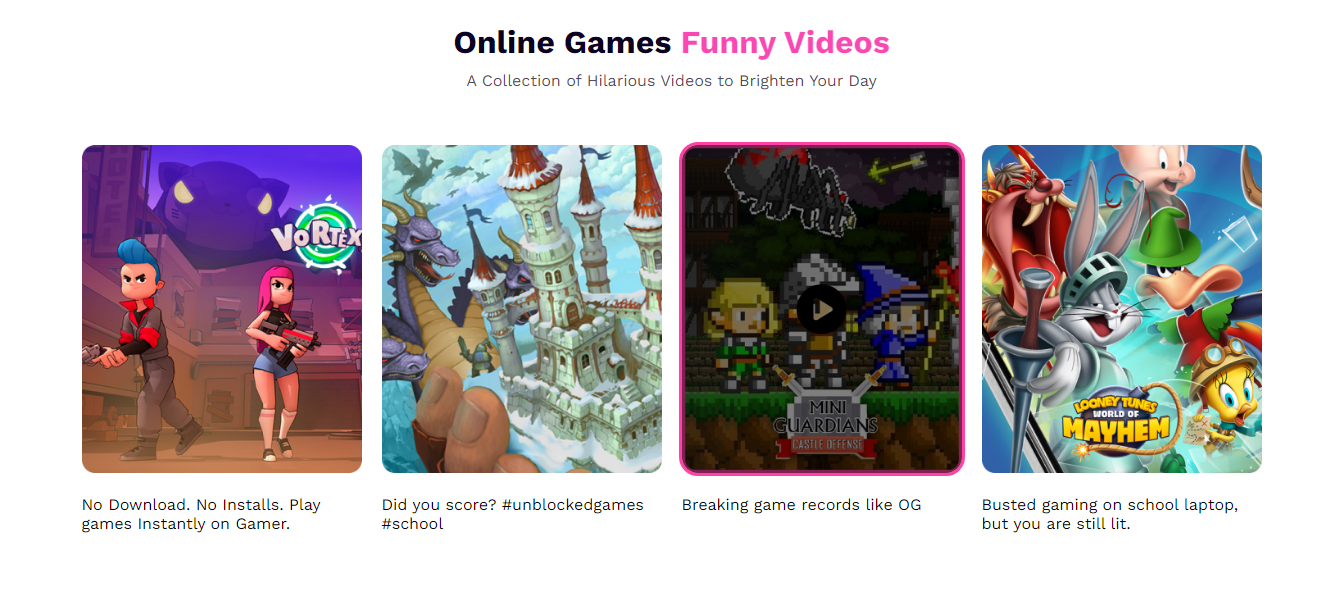 Online Games Funny Videos
A Collection of Hilarious Videos to Brighten Your Day
HOTEL
VORTEX
MINI
GUARDIANS
CASTLE DEFENSE
LOONEY TUNES
WORLD OF
MAYHEM
No Download. No Installs. Play
games Instantly on Gamer.
Did you score? #unblockedgames
#school
Breaking game records like OG
Busted gaming on school laptop,
but you are still lit.